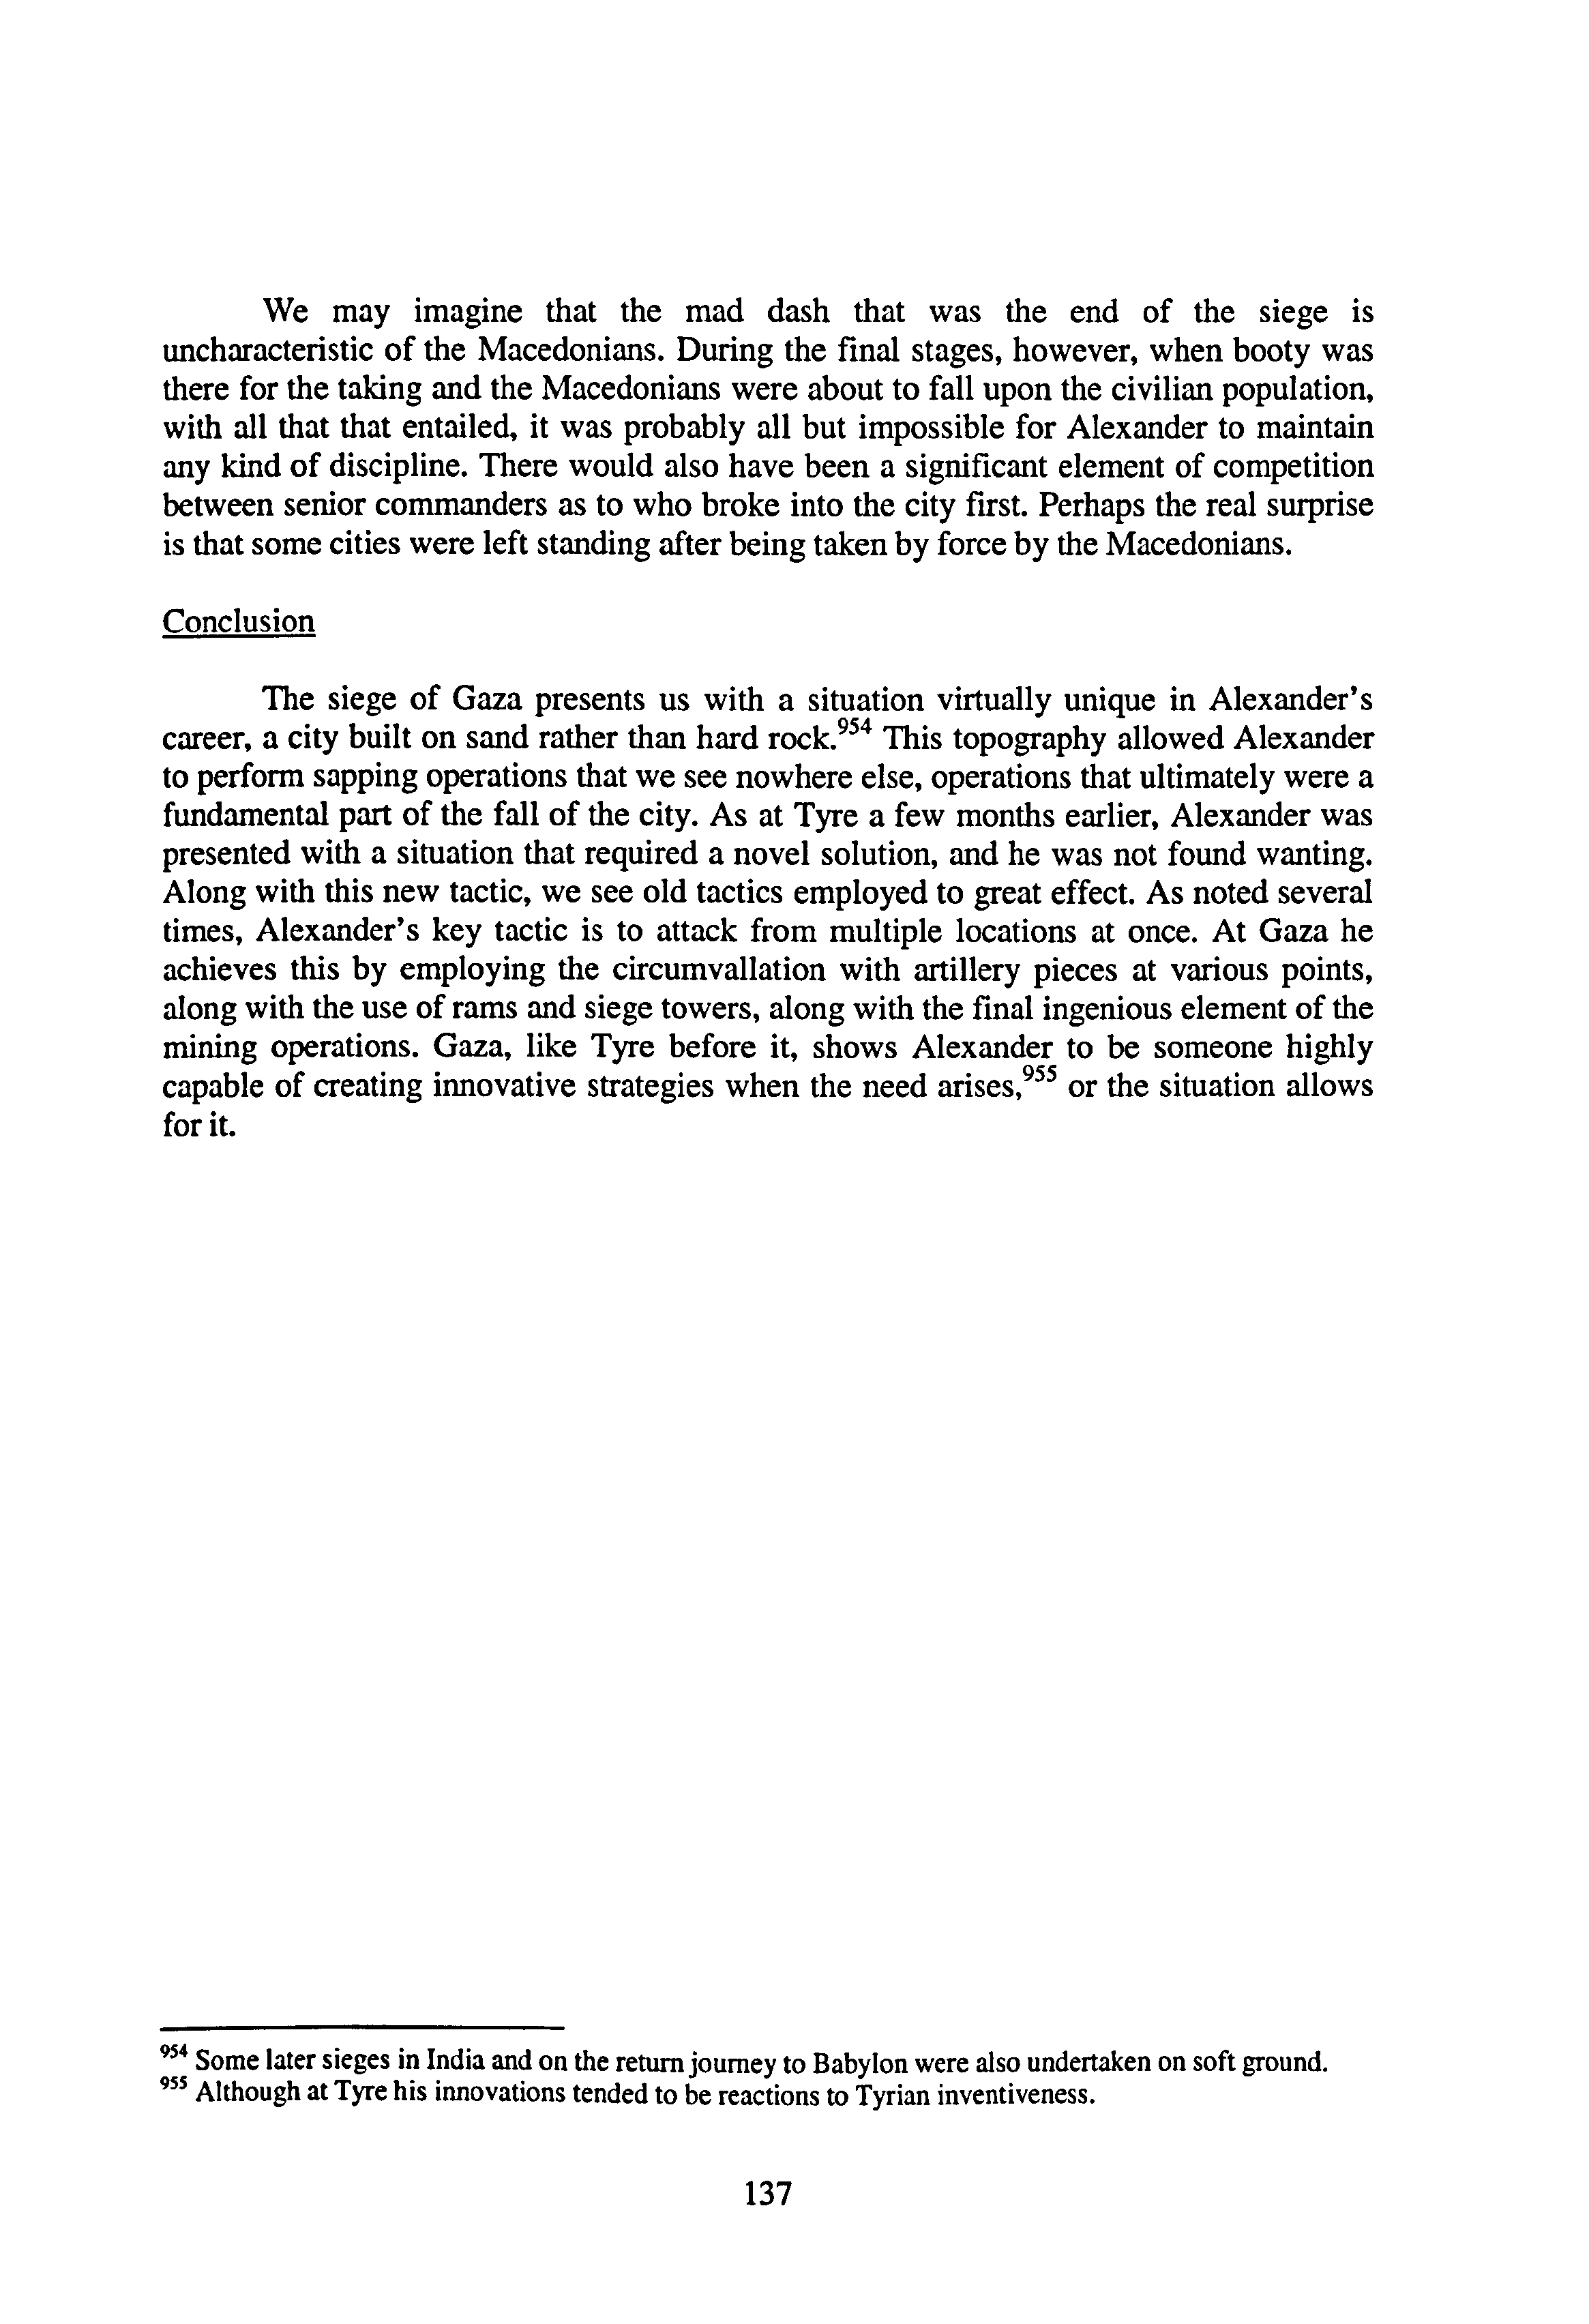 We may imagine that the mad dash that was the end of the siege is
uncharacteristic of the Macedonians. During the final stages, however, when booty was
there for the taking and the Macedonians were about to fall upon the civilian population,
with all that that entailed, it was probably all but impossible for Alexander to maintain
any kind of discipline. There would also have been a significant element of competition
between senior commanders as to who broke into the city first. Perhaps the real surprise
is that some cities were left standing after being taken by force by the Macedonians.
Conclusion
The siege of Gaza presents us with a situation virtually unique in Alexander's
career, a city built on sand rather than hard rock.954 This topography allowed Alexander
to perform sapping operations that we see nowhere else, operations that ultimately were a
fundamental part of the fall of the city. As at Tyre a few months earlier, Alexander was
presented with a situation that required a novel solution, and he was not found wanting.
Along with this new tactic, we see old tactics employed to great effect. As noted several
times, Alexander's key tactic is to attack from multiple locations at once. At Gaza he
achieves this by employing the circumvallation with artillery pieces at various points,
along with the use of rams and siege towers, along with the final ingenious element of the
mining operations. Gaza, like Tyre before it, shows Alexander to be someone highly
capable of creating innovative strategies when the need arises,955 or the situation allows
for it.
954 Some later sieges in India and on the return journey to Babylon were also undertaken on soft ground.
955 Although at Tyre his innovations tended to be reactions to Tyrian inventiveness.
137